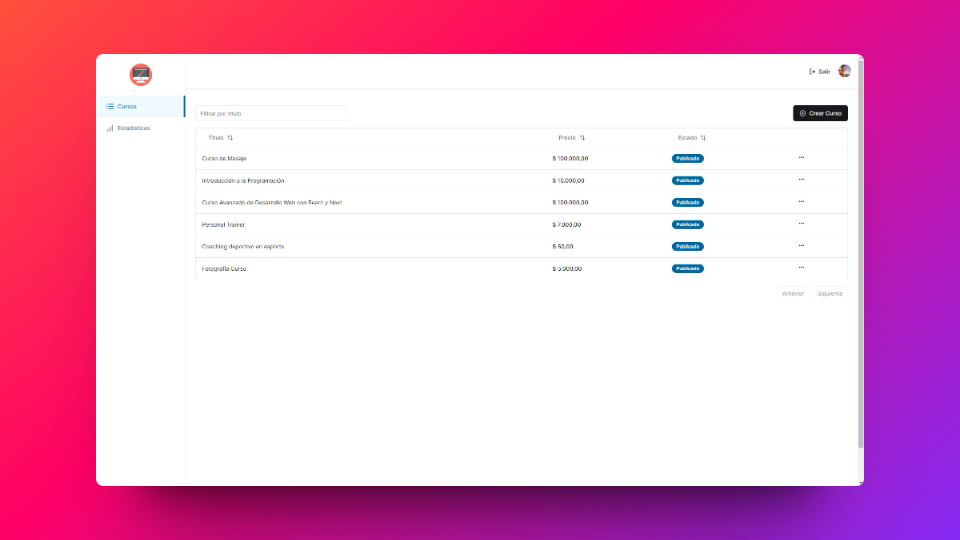 Salir
Cursos
Estadísticas
Filtrar por título
Crear Curso
Título Precio Estado
Curso de Masaje $ 100.000,00 Publicado
Introducción a la Programación $ 10.000,00 Publicado
Curso Avanzado de Desarrollo Web con React y Next $ 100.000,00 Publicado
Personal Trainer $ 7.000,00 Publicado
Coaching deportivo en esports $ 50,00 Publicado
Fotografía Curso $ 5.000,00 Publicado
Anterior Siguiente